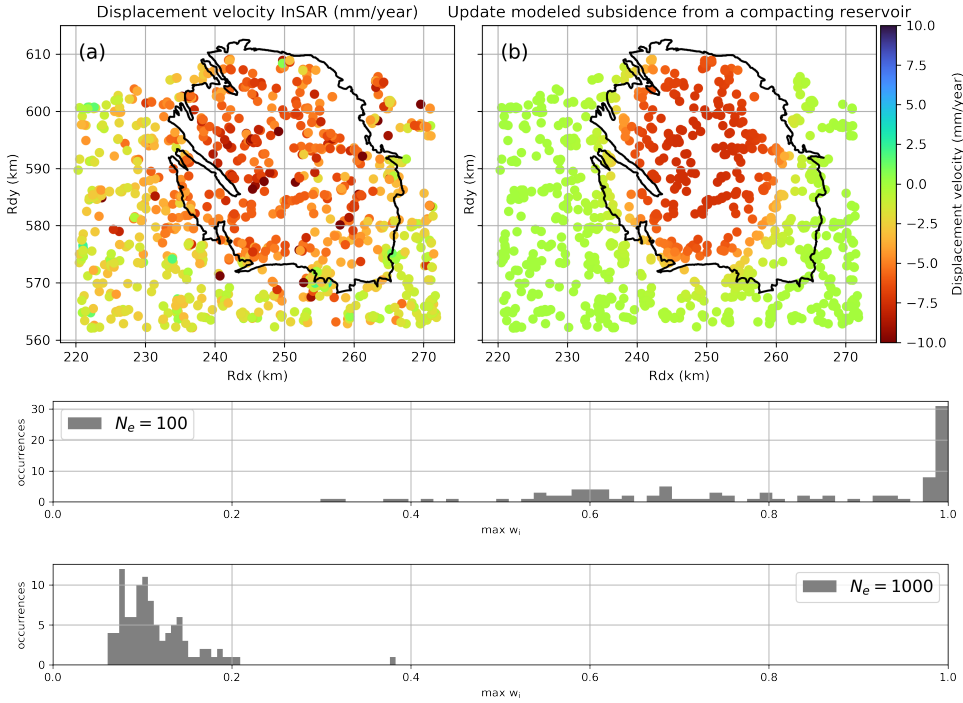 Displacement velocity InSAR (mm/year)
Update modeled subsidence from a compacting reservoir
(a)
(b)
610
600
590
580
570
560
Rdy (km)
Rdy (km)
220 230 240 250 260 270
220 230 240 250 260 270
Rdx (km)
Rdx (km)
10.0
7.5
5.0
2.5
0.0
−2.5
−5.0
−7.5
−10.0
Displacement velocity (mm/year)
30
20
10
0
occurrences
Nₑ = 100
0.0 0.2 0.4 0.6 0.8 1.0
max wᵢ
10
5
0
occurrences
Nₑ = 1000
0.0 0.2 0.4 0.6 0.8 1.0
max wᵢ